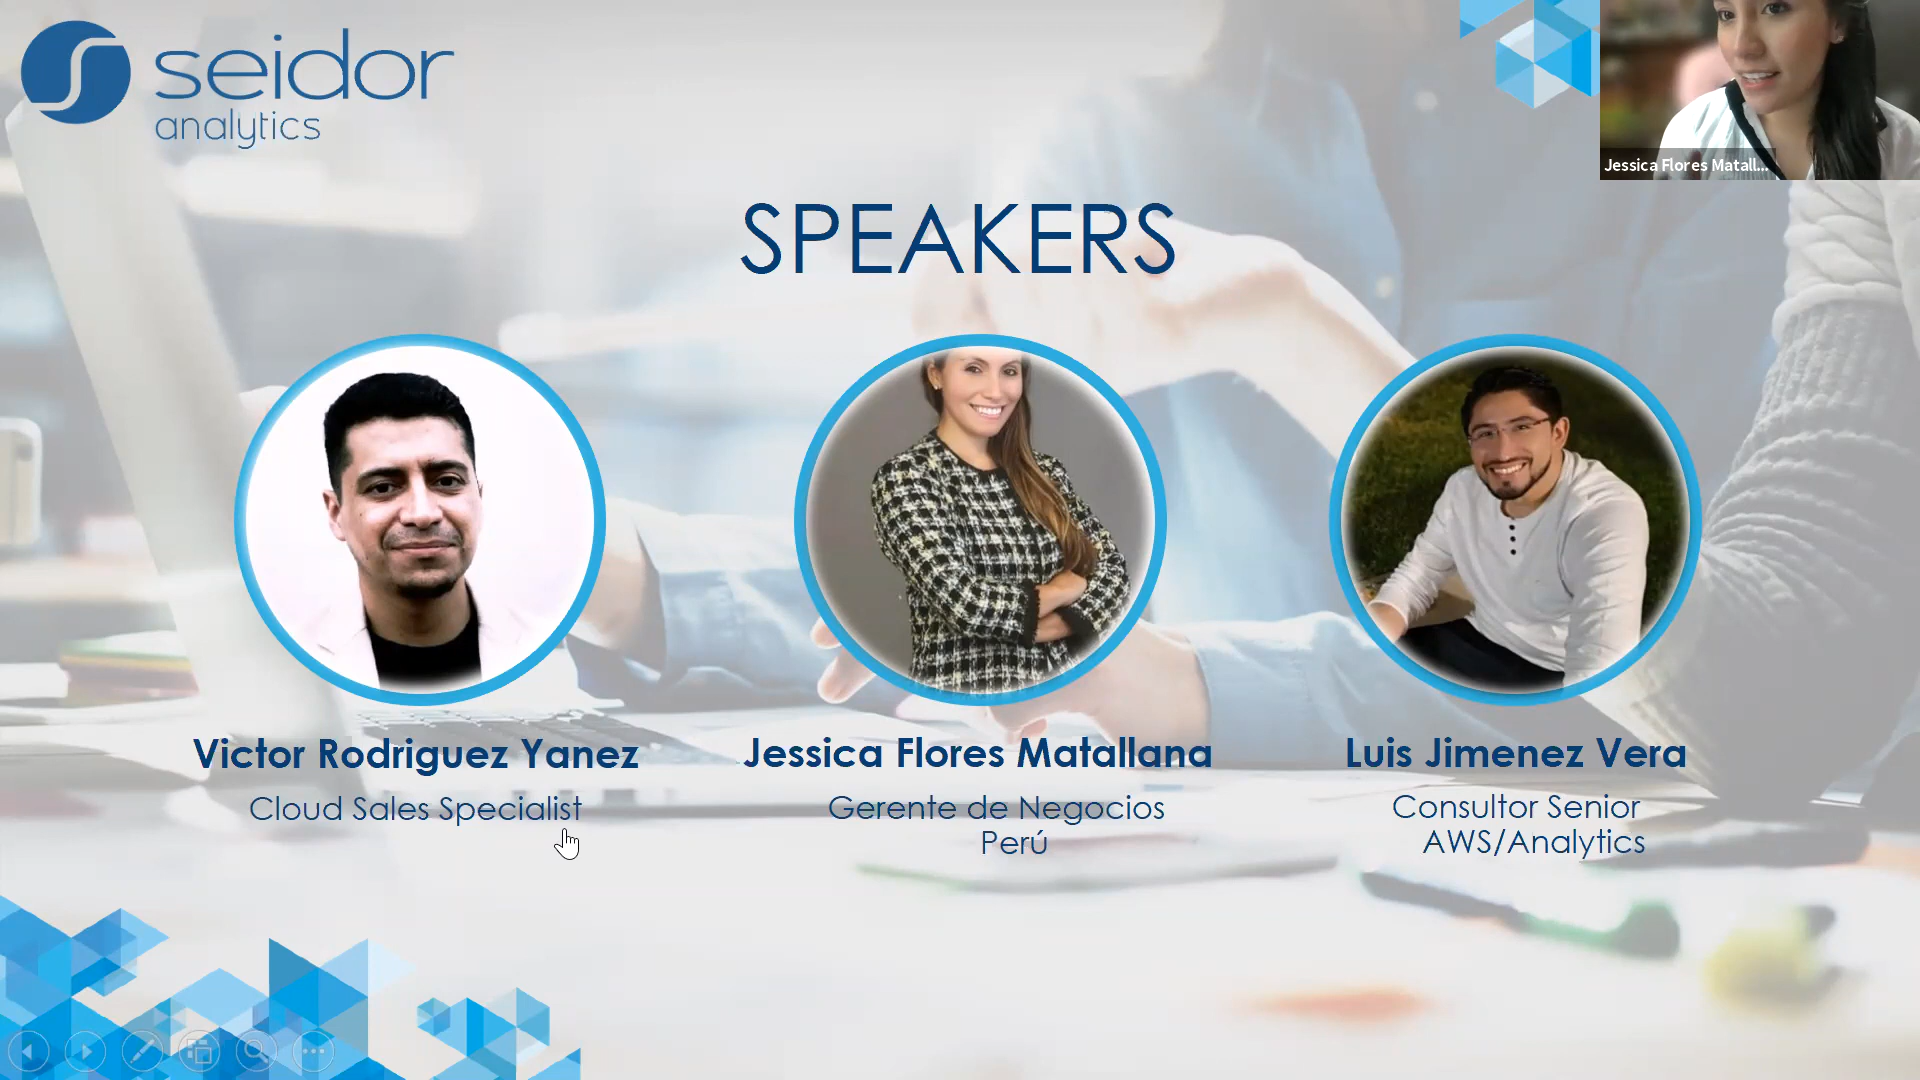 seidor
analytics
Jessica Flores Matall...
SPEAKERS
Victor Rodriguez Yanez
Cloud Sales Specialist
Jessica Flores Matallana
Gerente de Negocios
Perú
Luis Jimenez Vera
Consultor Senior
AWS/Analytics